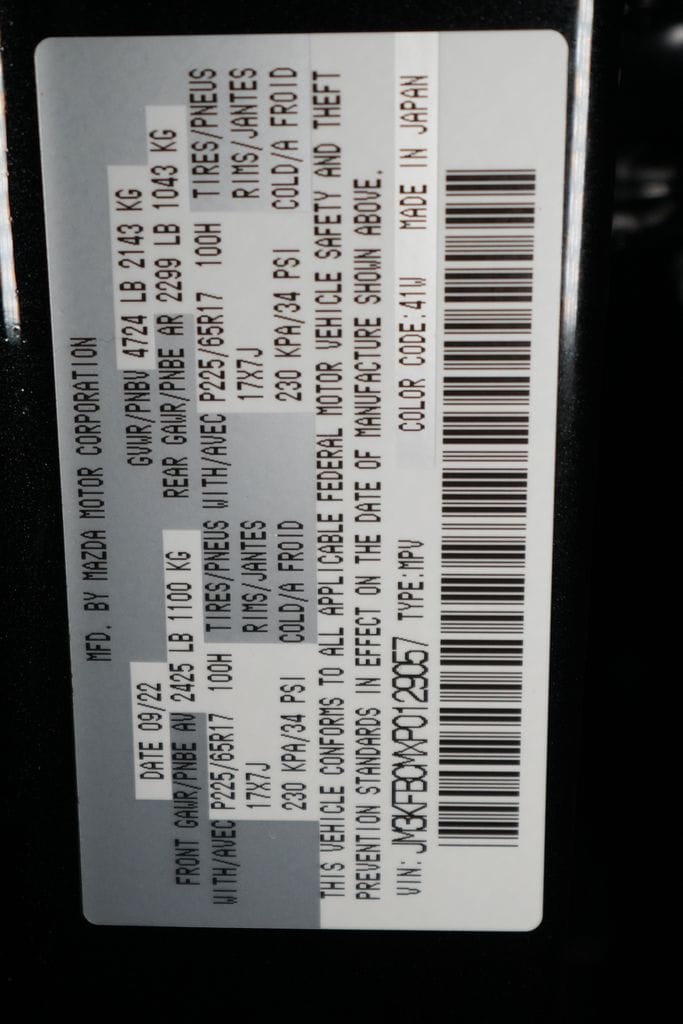 MFD. BY MAZDA MOTOR CORPORATION
DATE 09/22 GVWR/PNBV 4724 LB 2143 KG
FRONT GAWR/PNBE AV 2425 LB 1100 KG REAR GAWR/PNBE AR 2299 LB 1043 KG
WITH/AVEC P225/65R17 100H TIRES/PNEUS WITH/AVEC P225/65R17 100H TIRES/PNEUS
17X7J RIMS/JANTES 17X7J RIMS/JANTES
230 KPA/34 PSI COLD/A FROID 230 KPA/34 PSI COLD/A FROID
THIS VEHICLE CONFORMS TO ALL APPLICABLE FEDERAL MOTOR VEHICLE SAFETY AND THEFT
PREVENTION STANDARDS IN EFFECT ON THE DATE OF MANUFACTURE SHOWN ABOVE.
VIN: JM3KFBCMXP0129057 TYPE:MPV COLOR CODE:41W MADE IN JAPAN